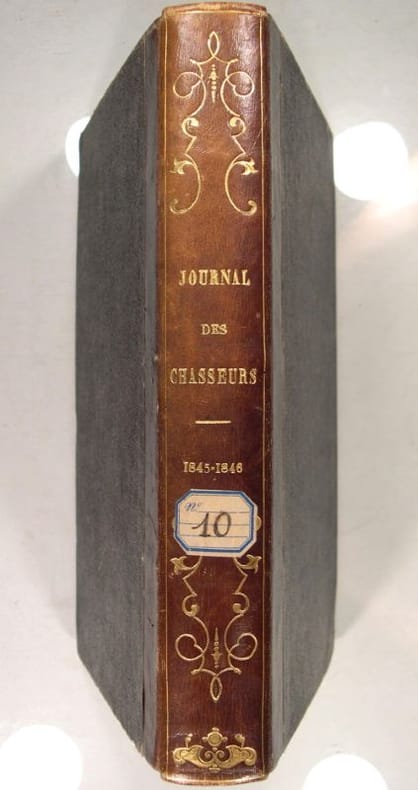 JOURNAL
DES
CHASSEURS
1845-1846
No
10